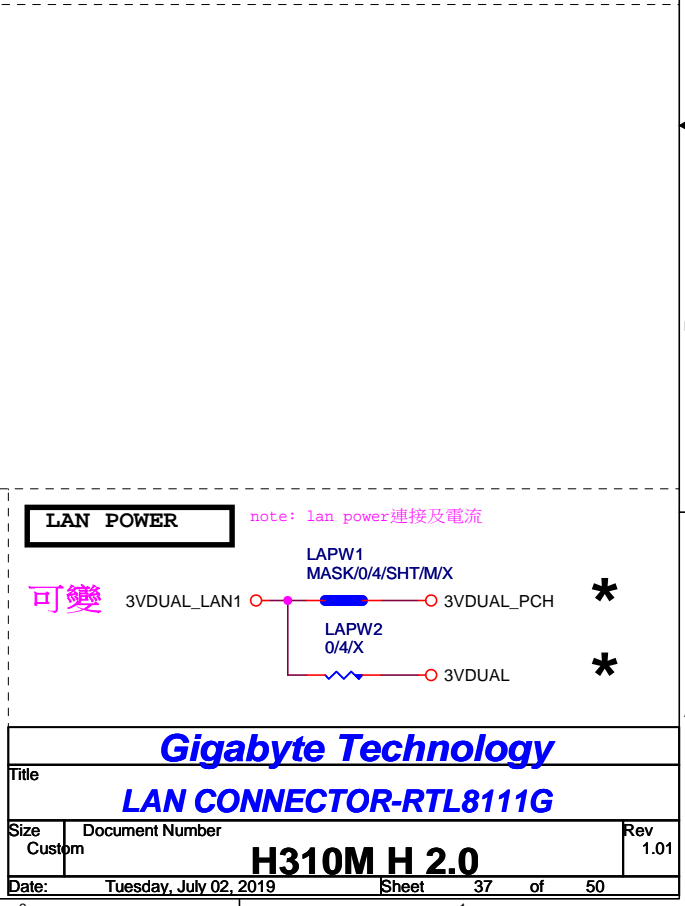 LAN POWER
note: lan power連接及電流
LAPW1
MASK/0/4/SHT/M/X
可變
3VDUAL_LAN1
3VDUAL_PCH
*
LAPW2
0/4/X
3VDUAL
*
Gigabyte Technology
Title
LAN CONNECTOR-RTL8111G
Size
Document Number
Rev
Custom
H310M H 2.0
1.01
Date:
Tuesday, July 02, 2019
Sheet
37
of
50